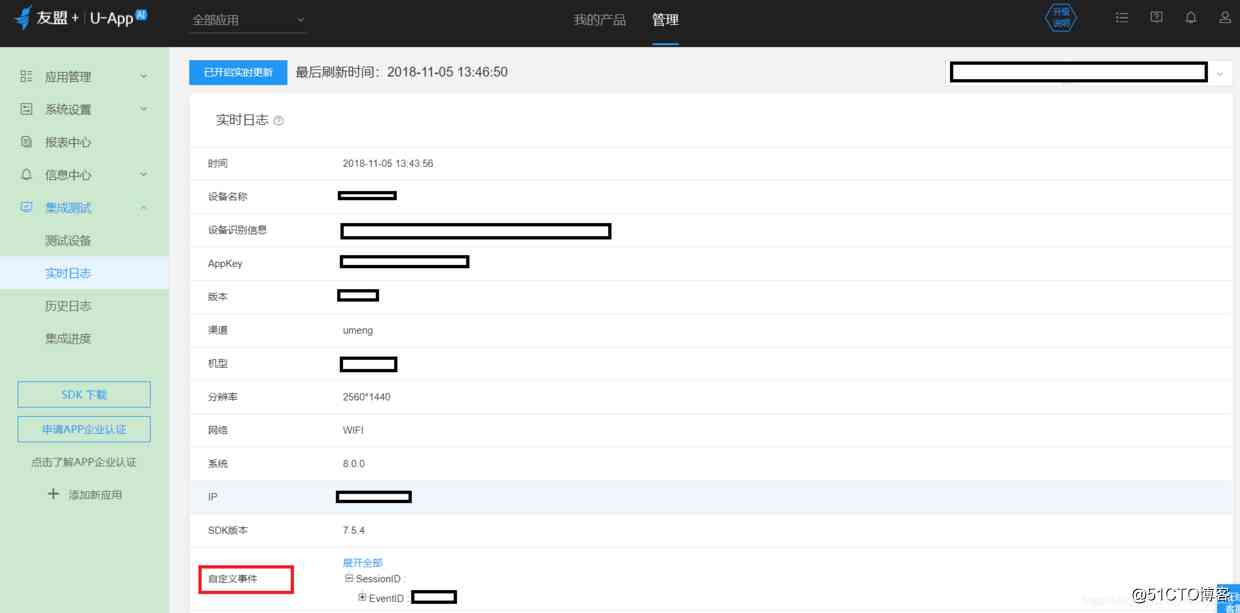 友盟+ | U-App AI 全部应用 我的产品 管理 升级说明
应用管理
系统设置
报表中心
信息中心
集成测试
测试设备
实时日志
历史日志
集成进度
SDK 下载
申请APP企业认证
点击了解APP企业认证
+ 添加新应用
已开启实时更新 最后刷新时间: 2018-11-05 13:46:50
实时日志
时间 2018-11-05 13:43:56
设备名称
设备识别信息
AppKey
版本
渠道 umeng
机型
分辨率 2560*1440
网络 WIFI
系统 8.0.0
IP
SDK版本 7.5.4
自定义事件
展开全部
SessionID :
EventID :
@51CTO博客